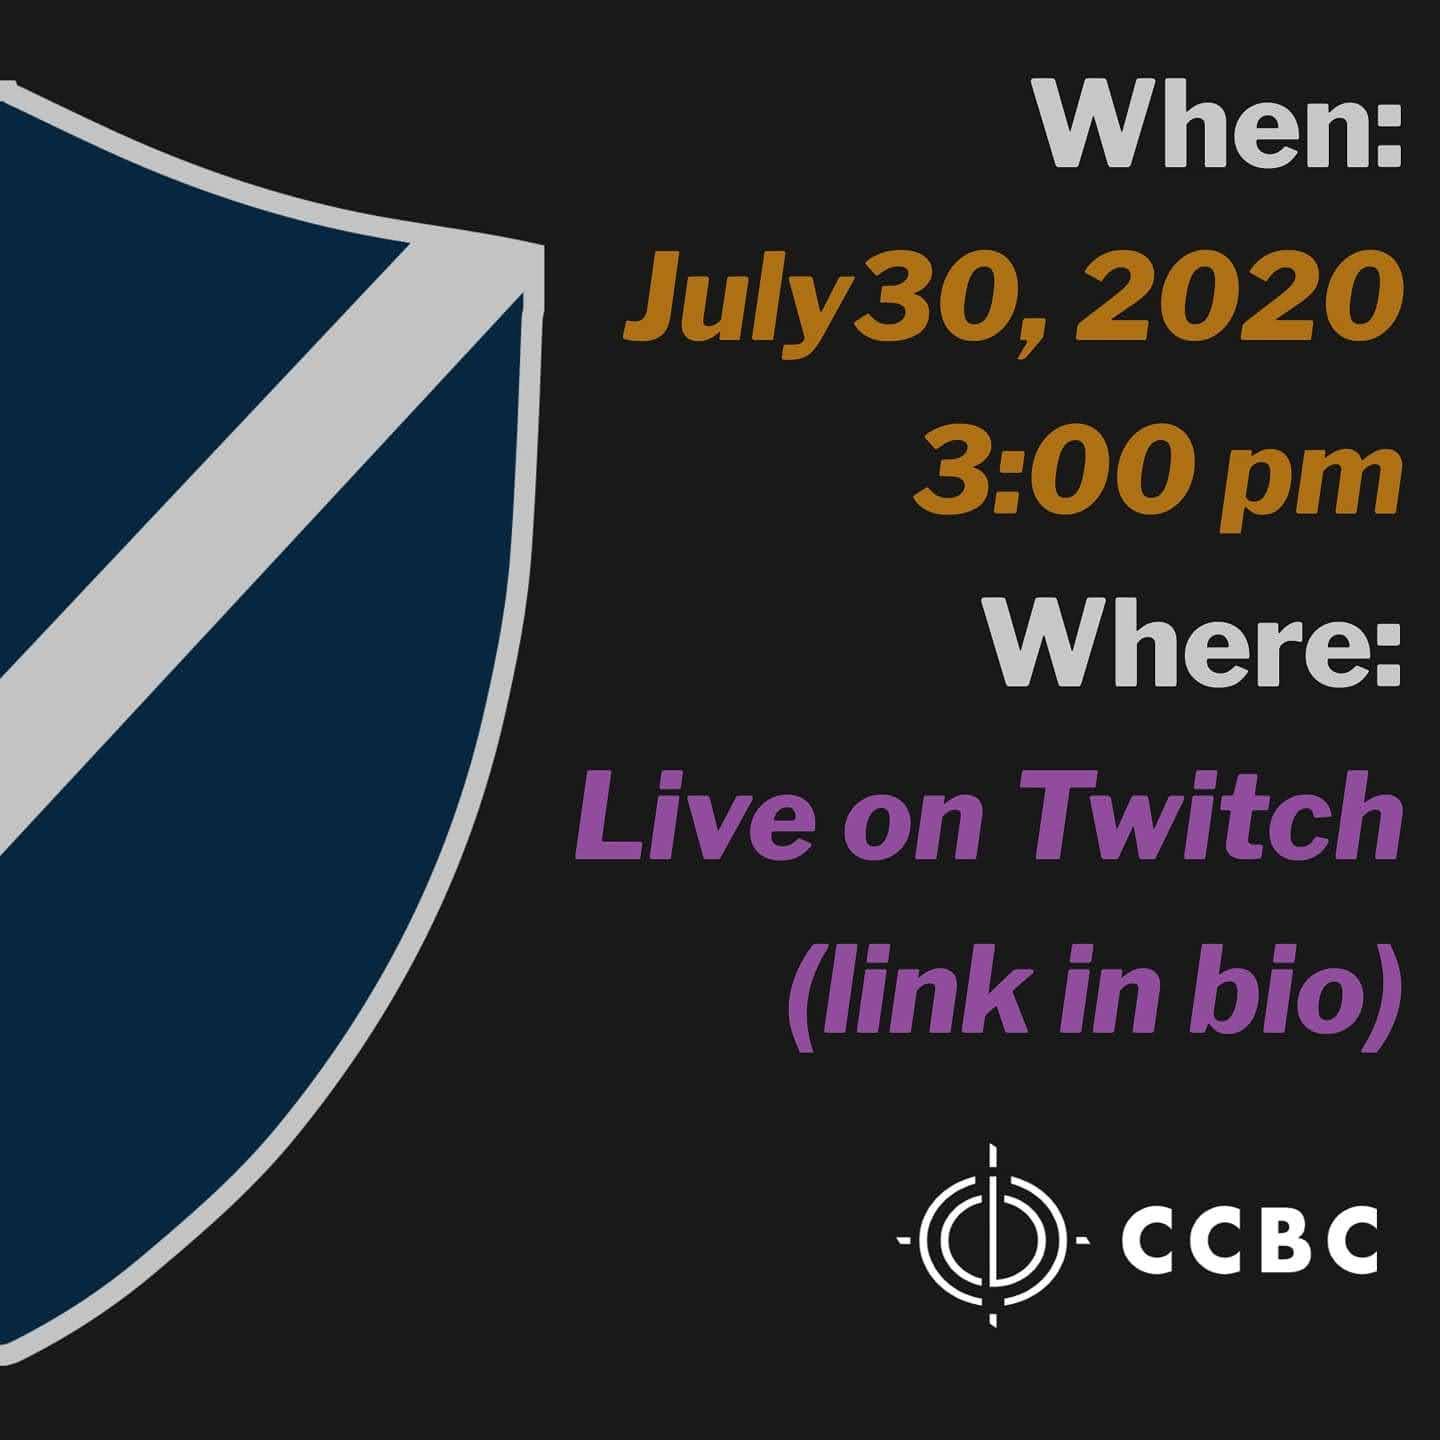 When:
July30, 2020
3:00 pm
Where:
Live on Twitch
(link in bio)
CCBC